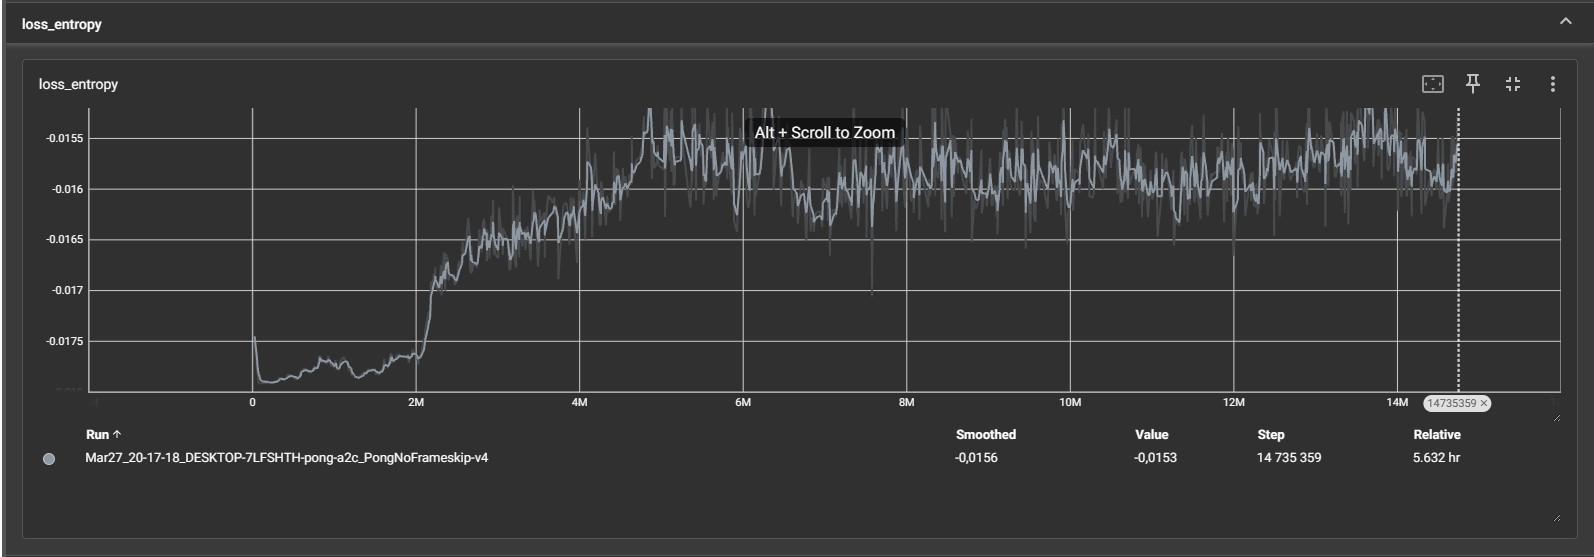 loss_entropy
loss_entropy
Alt + Scroll to Zoom
-0.0155
-0.016
-0.0165
-0.017
-0.0175
0 2M 4M 6M 8M 10M 12M 14M 14735359 ×
Run ↑ Smoothed Value Step Relative
Mar27_20-17-18_DESKTOP-7LFSHTH-pong-a2c_PongNoFrameskip-v4 -0,0156 -0,0153 14 735 359 5.632 hr